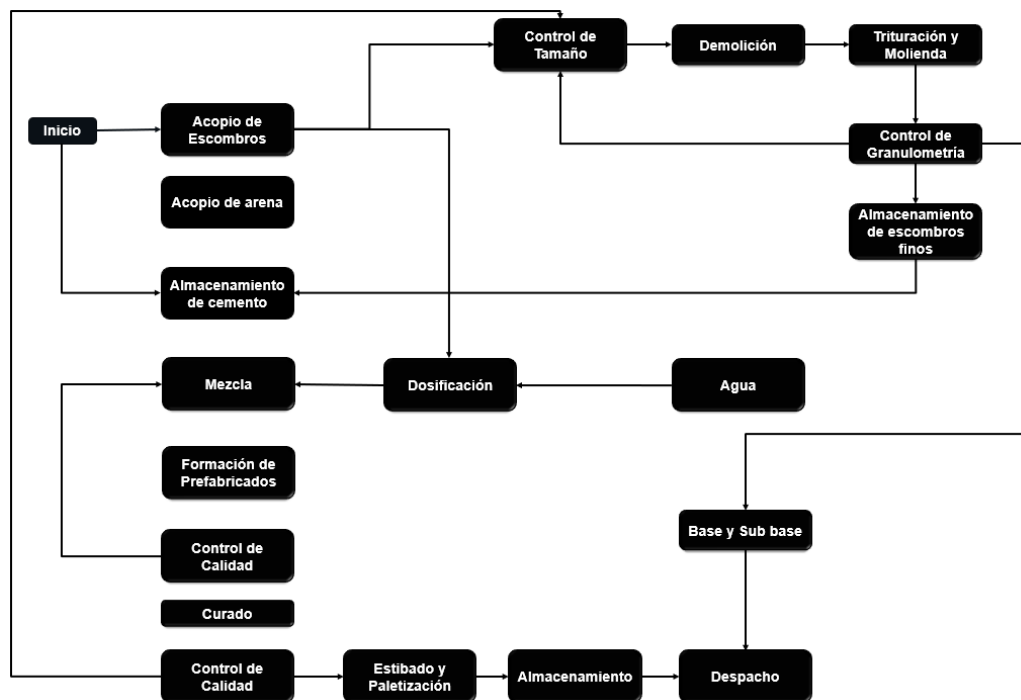 Control de
Tamaño
Demolición
Trituración y
Molienda
Inicio
Acopio de
Escombros
Control de
Granulometría
Acopio de arena
Almacenamiento
de escombros
finos
Almacenamiento
de cemento
Mezcla
Dosificación
Agua
Formación de
Prefabricados
Base y Sub base
Control de
Calidad
Curado
Control de
Calidad
Estibado y
Paletización
Almacenamiento
Despacho